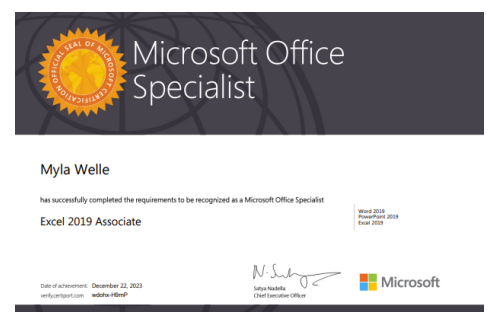 OFFICIAL SEAL OF MICROSOFT CERTIFICATION
Microsoft Office
Specialist
Myla Welle
has successfully completed the requirements to be recognized as a Microsoft Office Specialist
Excel 2019 Associate
Word 2019
PowerPoint 2019
Excel 2019
Date of achievement: December 22, 2023
verify.certiport.com wdohx-H9mP
Satya Nadella
Chief Executive Officer
Microsoft